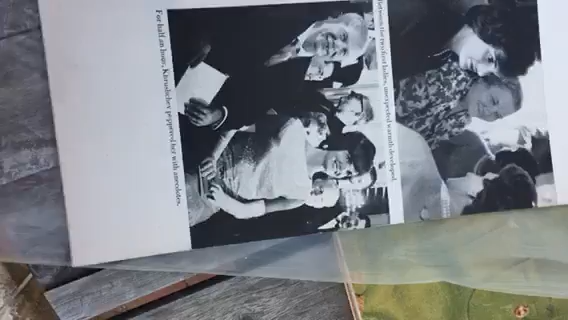 Between the two first ladies, unexpected warmth developed.
For half an hour, Khrushchev peppered her with anecdotes.